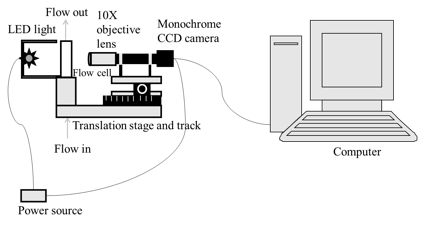 Flow out
LED light
10X
objective
lens
Monochrome
CCD camera
Flow cell
Translation stage and track
Flow in
Computer
Power source